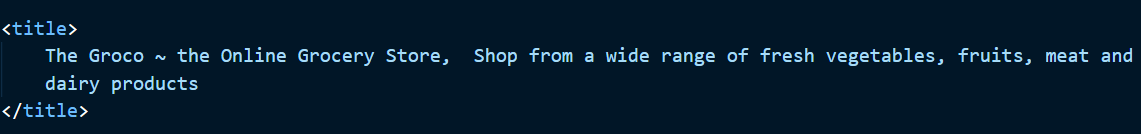 <title>
The Groco ~ the Online Grocery Store,  Shop from a wide range of fresh vegetables, fruits, meat and
dairy products
</title>